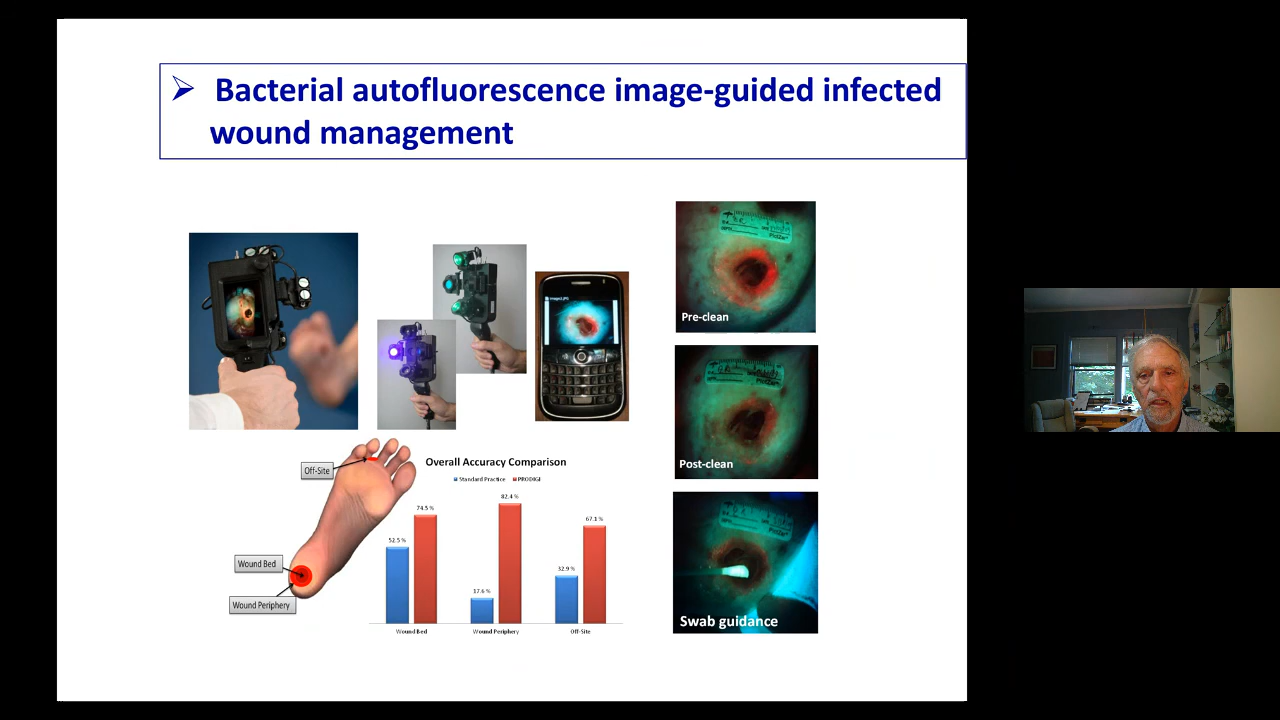 ➢ Bacterial autofluorescence image-guided infected
wound management
Pre-clean
Post-clean
Swab guidance
Off-Site
Wound Bed
Wound Periphery
Overall Accuracy Comparison
Standard Practice PRODIGI
52.5 %
74.5 %
17.6 %
82.4 %
32.9 %
67.1 %
Wound Bed Wound Periphery Off-Site